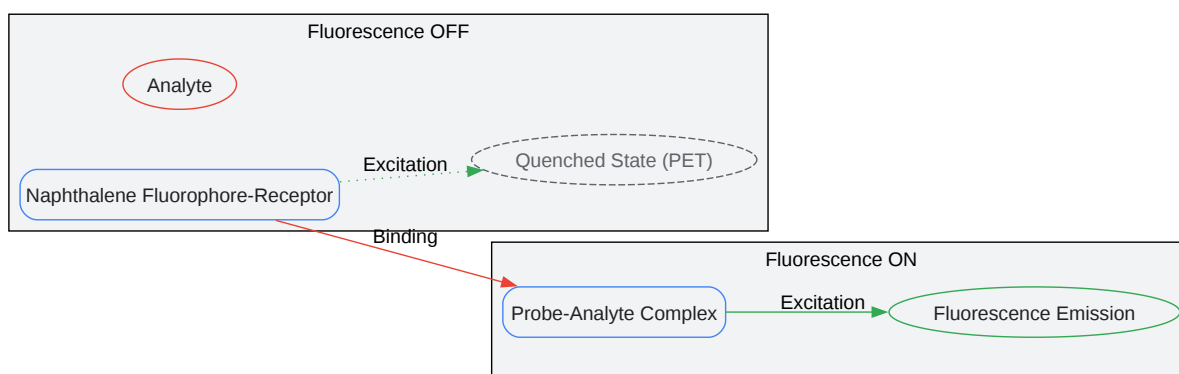 Fluorescence OFF
Analyte
Naphthalene Fluorophore-Receptor
Excitation
Quenched State (PET)
Binding
Fluorescence ON
Probe-Analyte Complex
Excitation
Fluorescence Emission